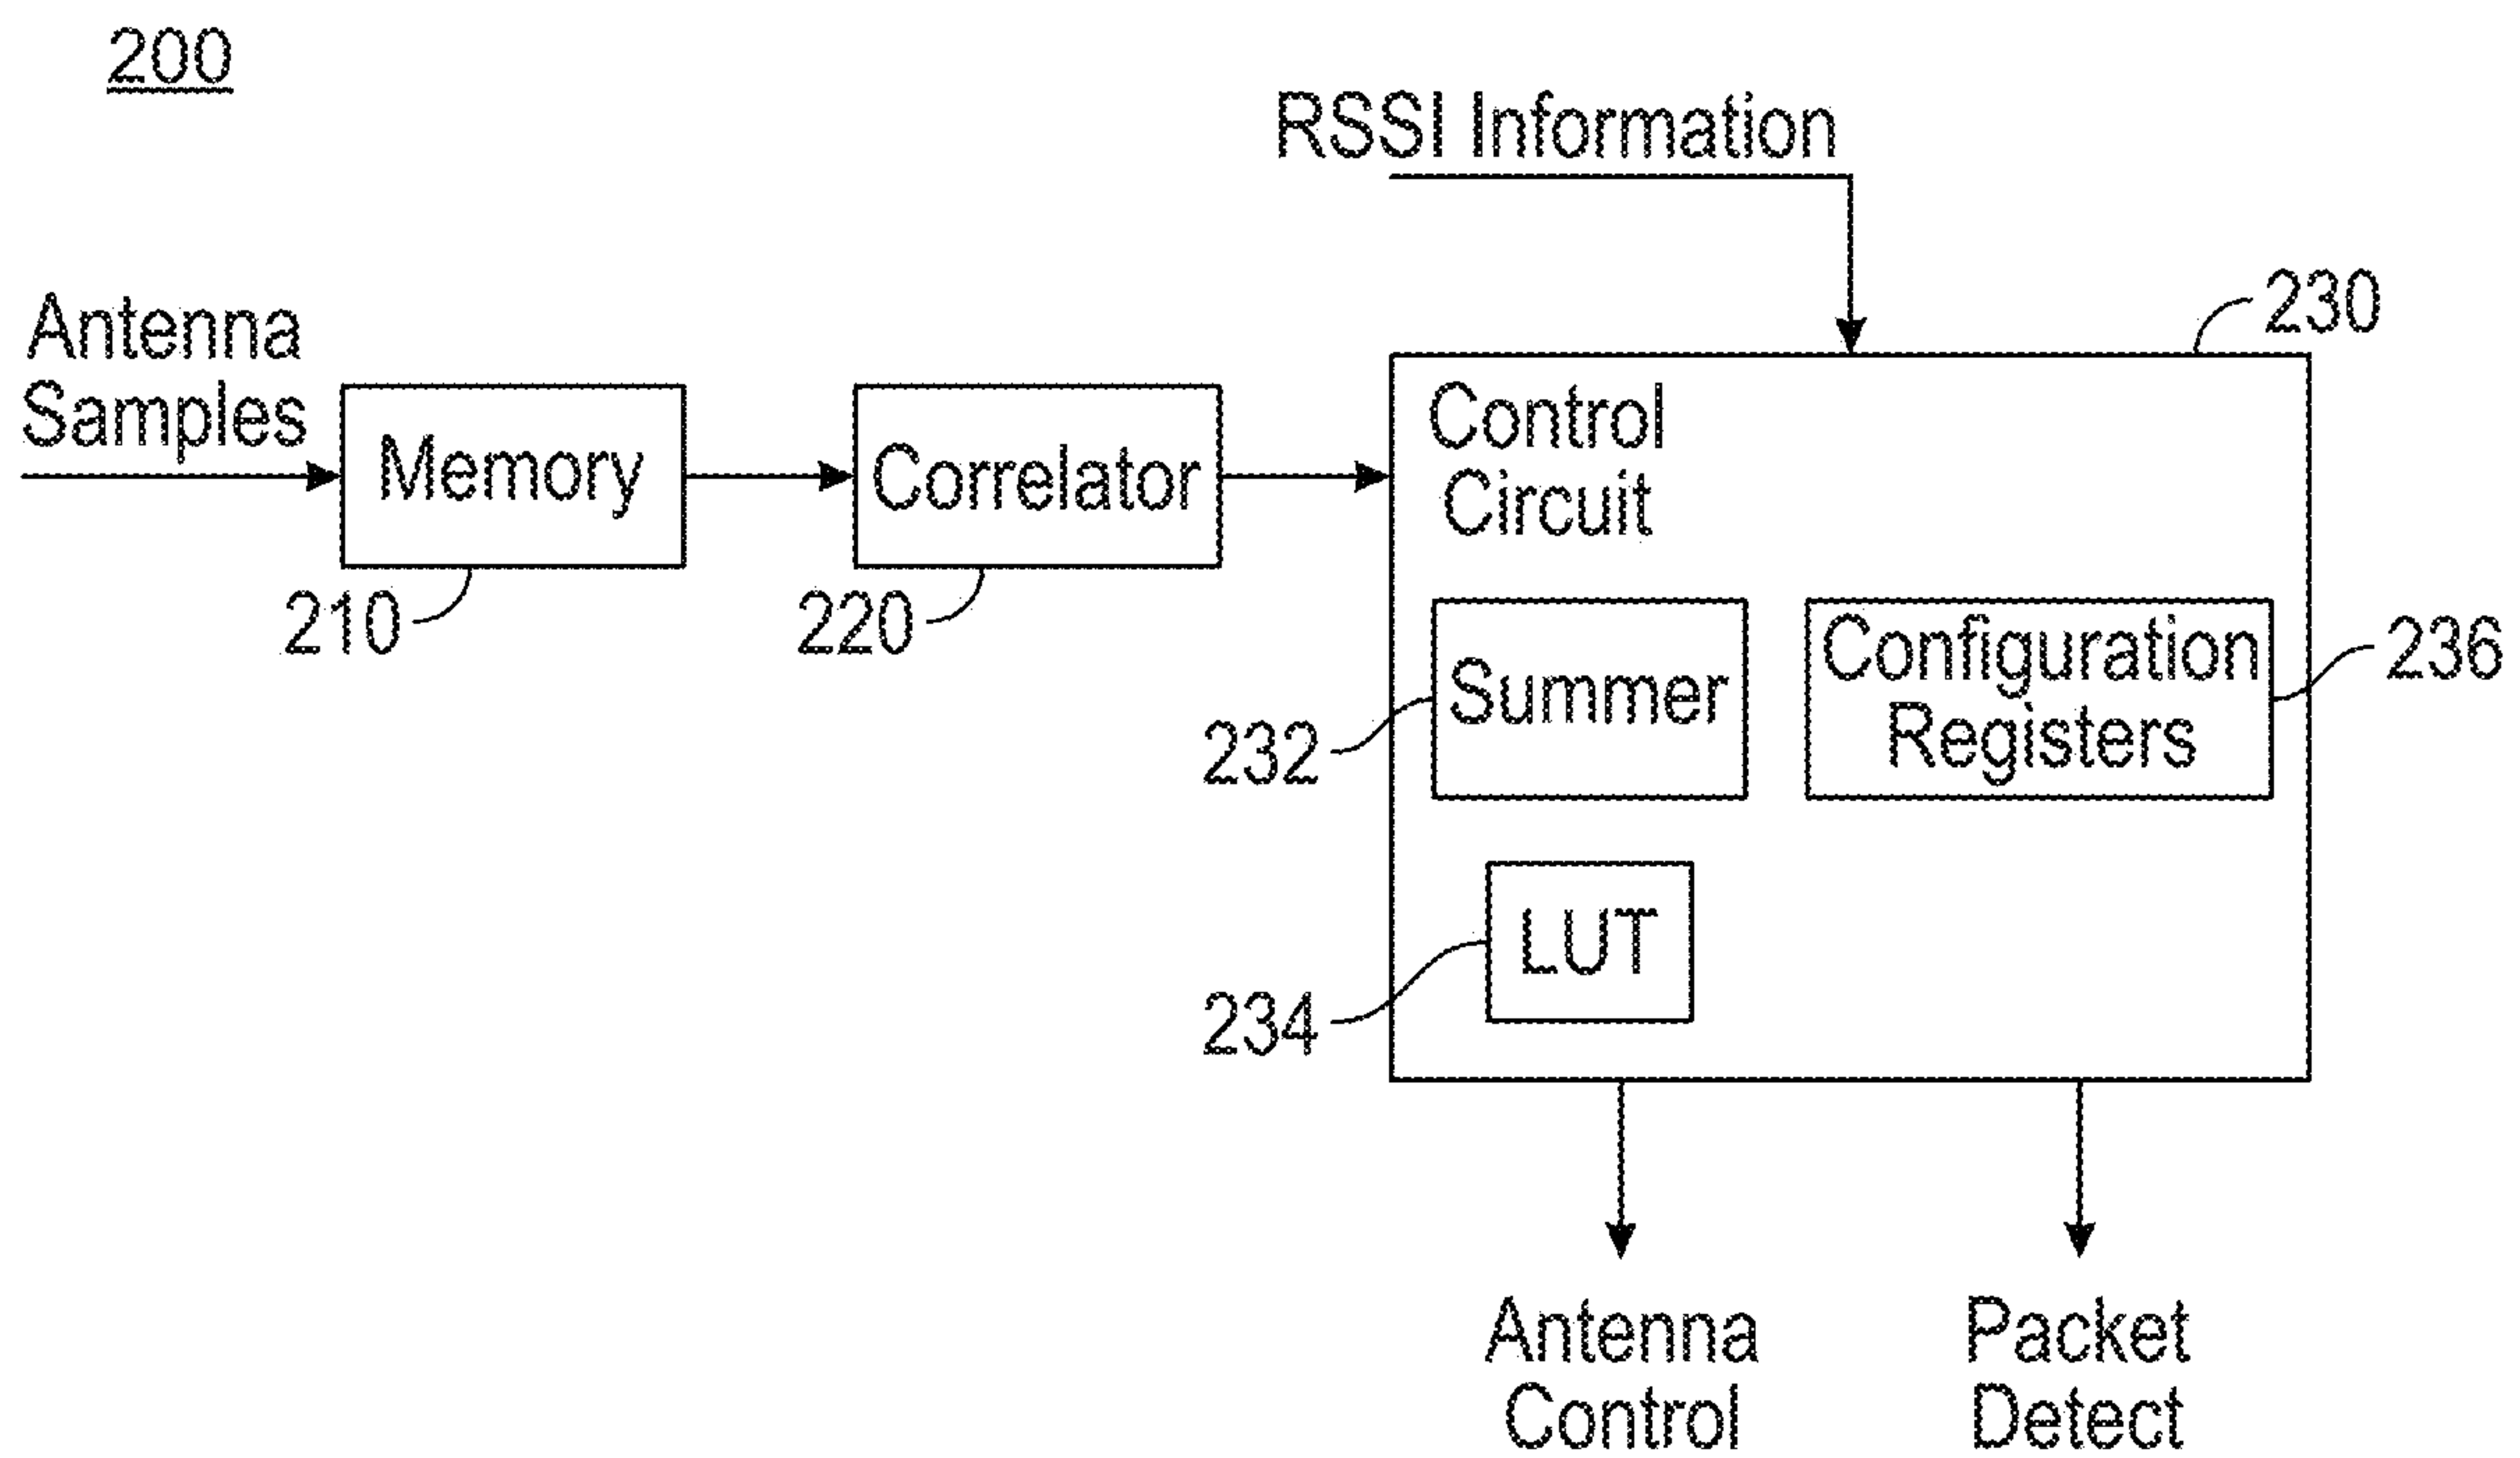 200
RSSI Information
230
Antenna
Samples
Memory
Correlator
Control
Circuit
210
220
Summer
Configuration
Registers
236
232
LUT
234
Antenna
Control
Packet
Detect